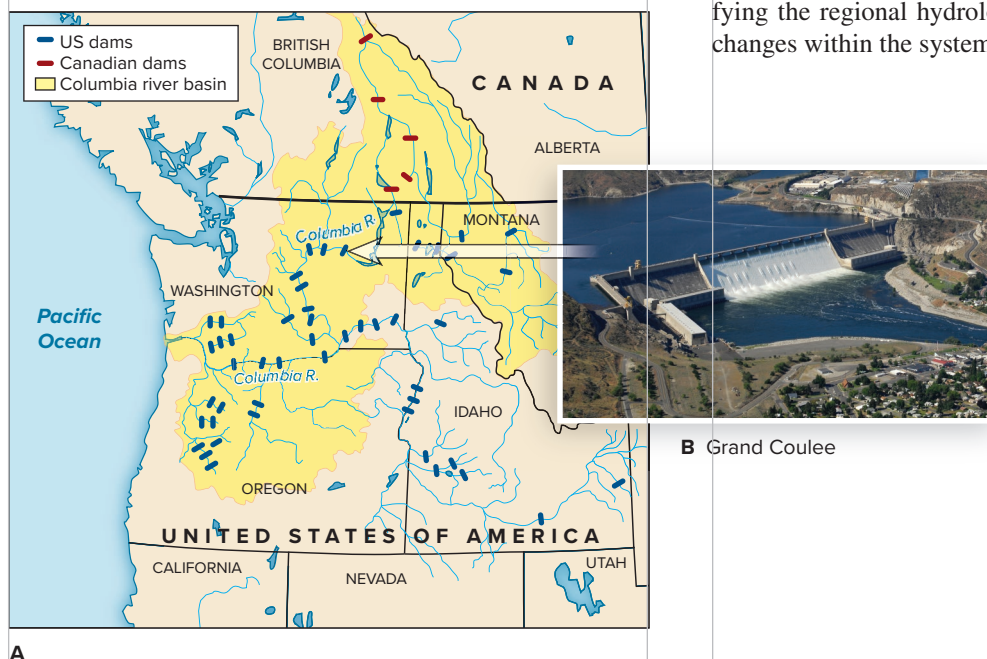 fying the regional
changes within the system
US dams
Canadian dams
Columbia river basin
BRITISH
COLUMBIA
CANADA
ALBERTA
MONTANA
Columbia R.
WASHINGTON
Pacific
Ocean
Columbia R.
IDAHO
OREGON
UNITED STATES OF AMERICA
CALIFORNIA
NEVADA
UTAH
A
B Grand Coulee